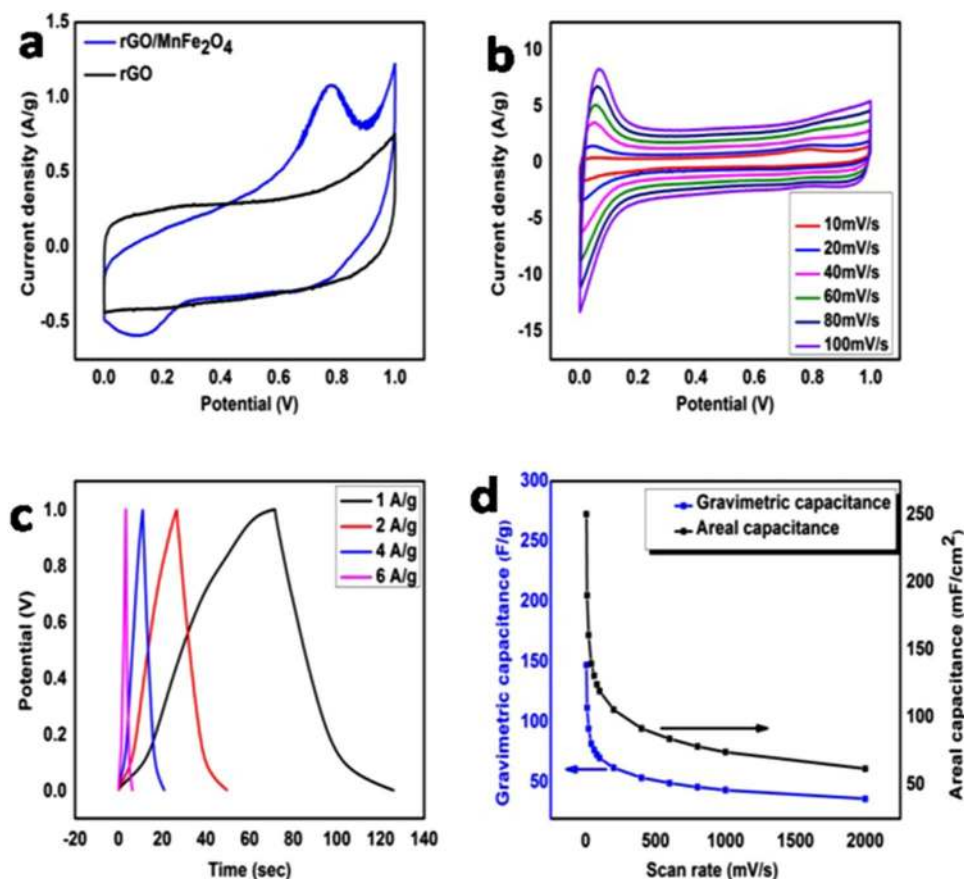 a
rGO/MnFe₂O₄
rGO
Current density (A/g)
1.5
1.0
0.5
0.0
-0.5
0.0 0.2 0.4 0.6 0.8 1.0
Potential (V)
b
Current density (A/g)
10
5
0
-5
-10
-15
10mV/s
20mV/s
40mV/s
60mV/s
80mV/s
100mV/s
0.0 0.2 0.4 0.6 0.8 1.0
Potential (V)
c
1 A/g
2 A/g
4 A/g
6 A/g
Potential (V)
1.0
0.8
0.6
0.4
0.2
0.0
-20 0 20 40 60 80 100 120 140
Time (sec)
d
Gravimetric capacitance
Areal capacitance
Gravimetric capacitance (F/g)
300
250
200
150
100
50
Areal capacitance (mF/cm²)
250
200
150
100
50
0 500 1000 1500 2000
Scan rate (mV/s)